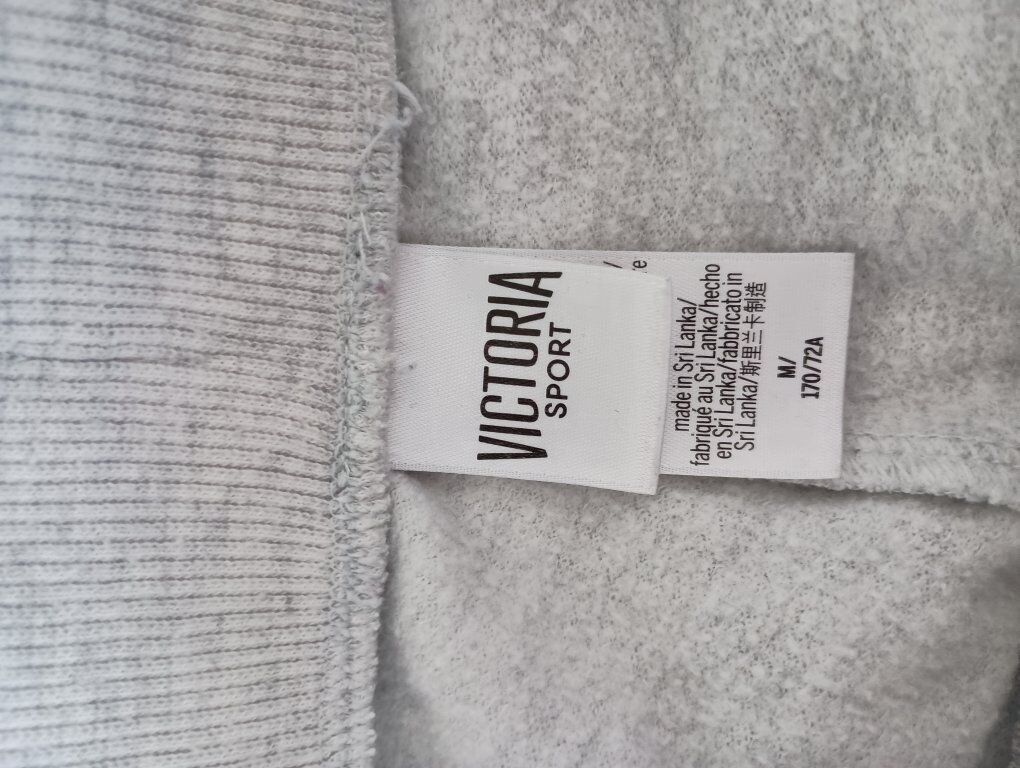 VICTORIA
SPORT
made in Sri Lanka/
fabriqué au Sri Lanka/hecho
en Sri Lanka/fabbricato in
Sri Lanka/斯里兰卡制造
M/
170/72A